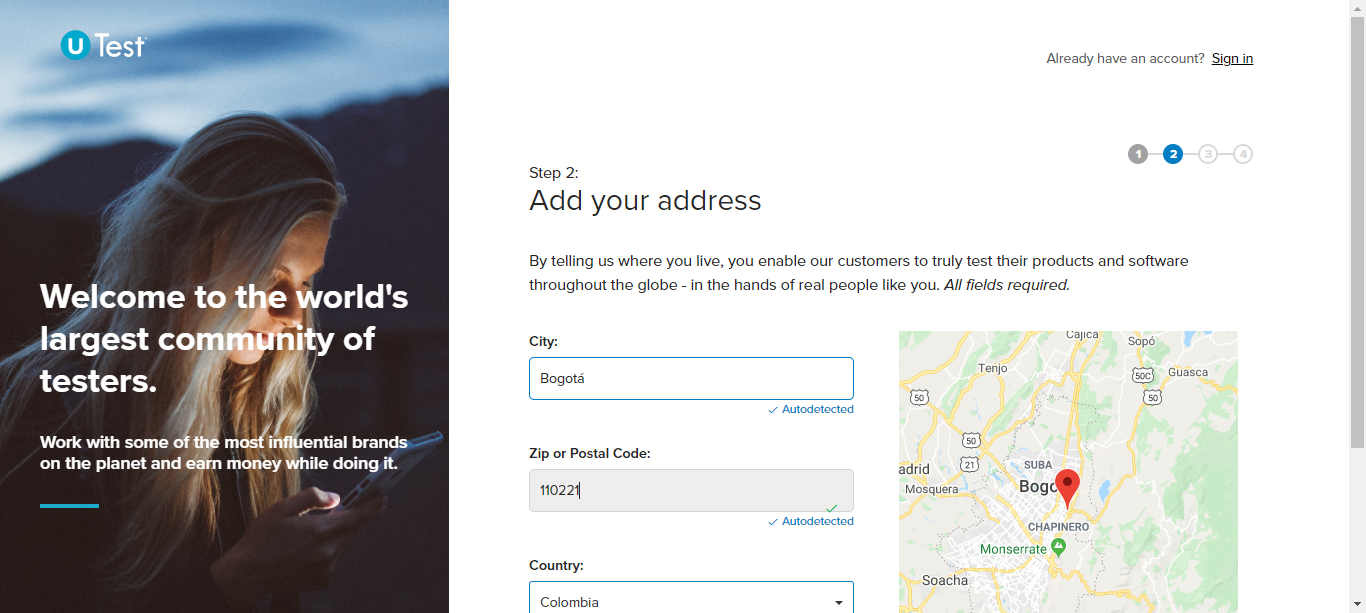 U Test
Already have an account? Sign in
1 2 3 4
Step 2:
Add your address
By telling us where you live, you enable our customers to truly test their products and software
throughout the globe - in the hands of real people like you. All fields required.
Welcome to the world's
largest community of
testers.
Work with some of the most influential brands
on the planet and earn money while doing it.
City:
Bogotá
Autodetected
Zip or Postal Code:
110221
Autodetected
Country:
Colombia
Cajica
Sopó
Tenjo
50C
Guasca
50
50
50
21
SUBA
adrid
Mosquera
Bogo
CHAPINERO
Monserrate
Soacha